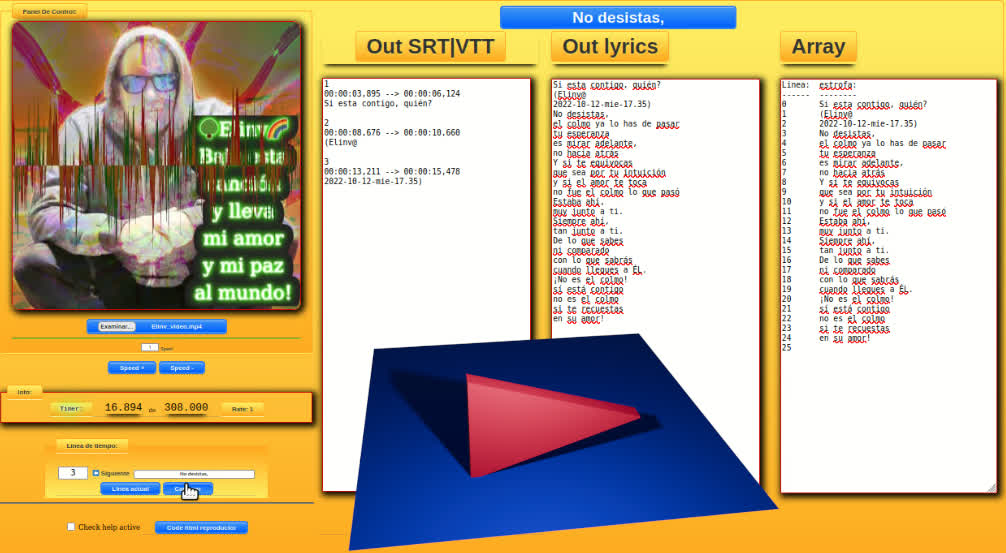 Panel De Control:
No desistas,
Out SRT|VTT
Out lyrics
Array
Elinv
Baila esta
canción
y lleva
mi amor
y mi paz
al mundo!
Examinar... Elinv_video.mp4
1 Speed
Speed + Speed -
Info:
Timer: 16.894 de 308.000 Rate: 1
Linea de tiempo:
3 Siguiente No desistas,
Linea actual
Check help active Code html reproductor
1
00:00:03,895 --> 00:00:06,124
Si esta contigo, quién?
2
00:00:08,676 --> 00:00:10,660
(Elinv@
3
00:00:13,211 --> 00:00:15,478
2022-10-12-mie-17.35)
Si esta contigo, quién?
(Elinv@
2022-10-12-mie-17.35)
No desistas,
el colmo ya lo has de pasar
tu esperanza
es mirar adelante,
no hacia atrás
Y si te equivocas
que sea por tu intuición
y si el amor te toca
no fue el colmo lo que pasó
Estaba ahí,
muy junto a ti.
Siempre ahí,
tan junto a ti.
De lo que sabes
ni comparado
con lo que sabrás
cuando llegues a ÉL.
¡No es el colmo!
si está contigo
no es el colmo
si te recuestas
en su amor!
Linea: estrofa:
------ --------
0 Si esta contigo, quién?
1 (Elinv@
2 2022-10-12-mie-17.35)
3 No desistas,
4 el colmo ya lo has de pasar
5 tu esperanza
6 es mirar adelante,
7 no hacia atrás
8 Y si te equivocas
9 que sea por tu intuición
10 y si el amor te toca
11 no fue el colmo lo que pasó
12 Estaba ahí,
13 muy junto a ti.
14 Siempre ahí,
15 tan junto a ti.
16 De lo que sabes
17 ni comparado
18 con lo que sabrás
19 cuando llegues a ÉL.
20 ¡No es el colmo!
21 si está contigo
22 no es el colmo
23 si te recuestas
24 en su amor!
25